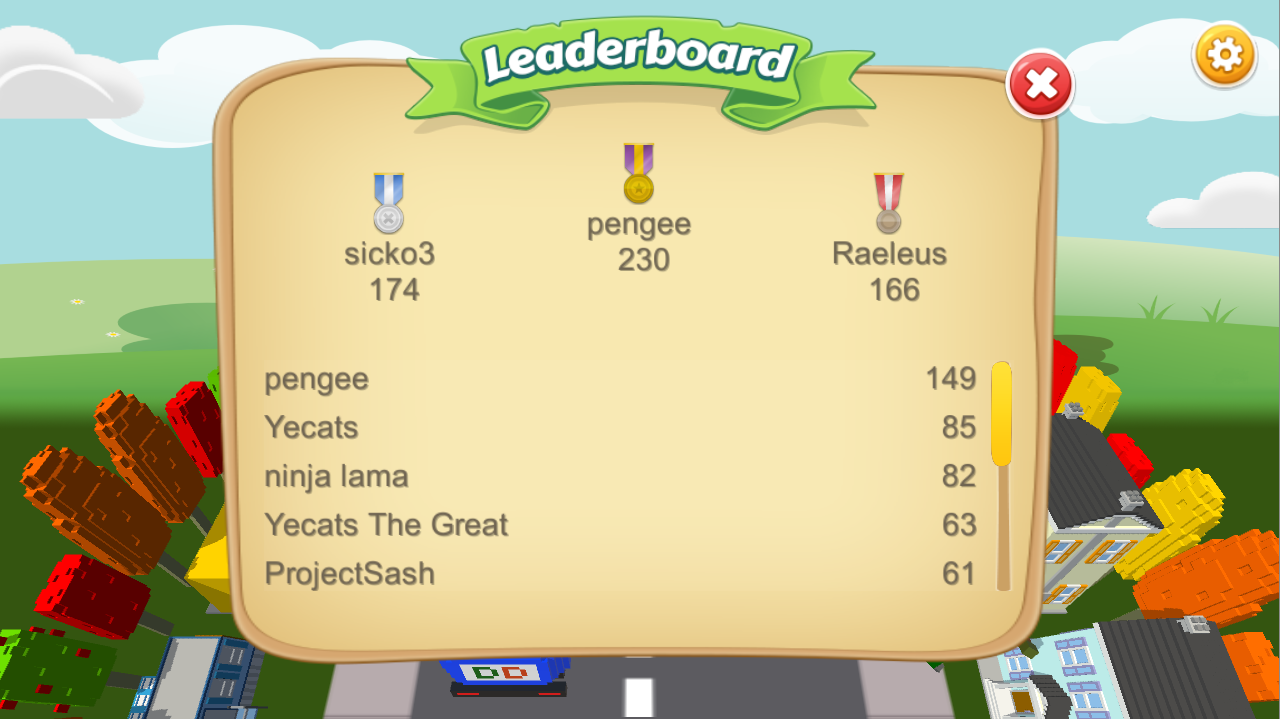 Leaderboard
pengee
230
sicko3
174
Raeleus
166
pengee 149
Yecats 85
ninja lama 82
Yecats The Great 63
ProjectSash 61
DD